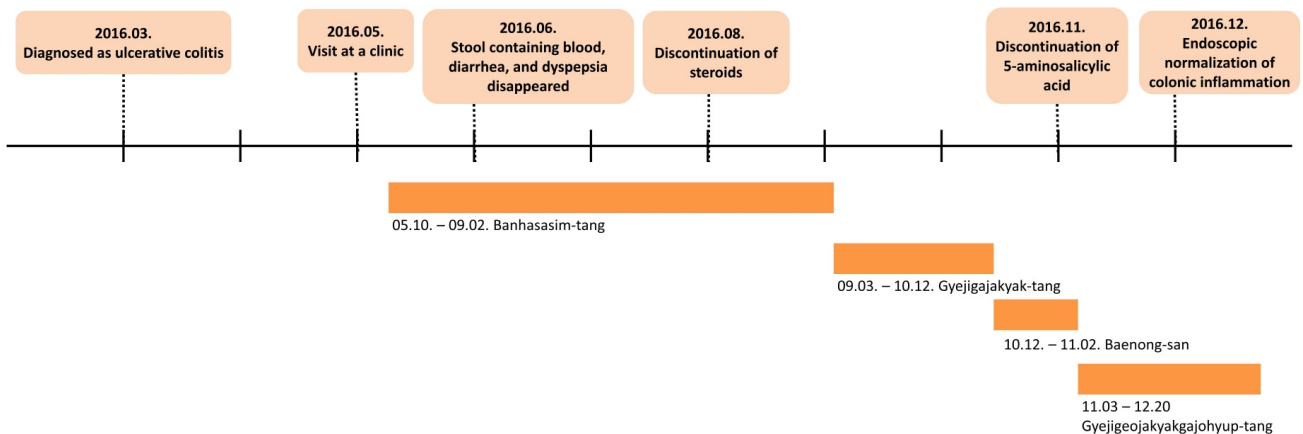 2016.03.
Diagnosed as ulcerative colitis
2016.05.
Visit at a clinic
2016.06.
Stool containing blood,
diarrhea, and dyspepsia
disappeared
2016.08.
Discontinuation of
steroids
2016.11.
Discontinuation of
5-aminosalicylic
acid
2016.12.
Endoscopic
normalization of
colonic inflammation
05.10. – 09.02. Banhasasim-tang
09.03. – 10.12. Gyejigajakyak-tang
10.12. – 11.02. Baenong-san
11.03 – 12.20
Gyejigeojakyakgajohyup-tang